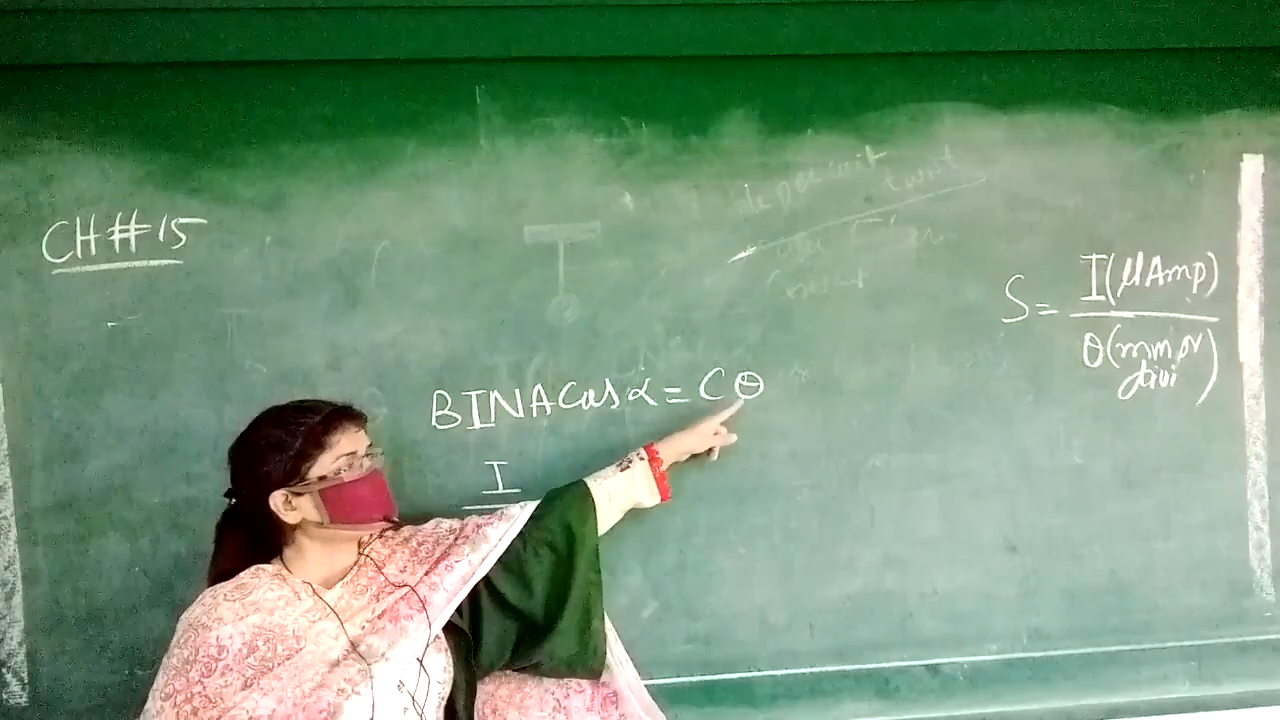 CH#15
S = I(μAmp)
θ(mm or divi)
BINACosα = Cθ
I